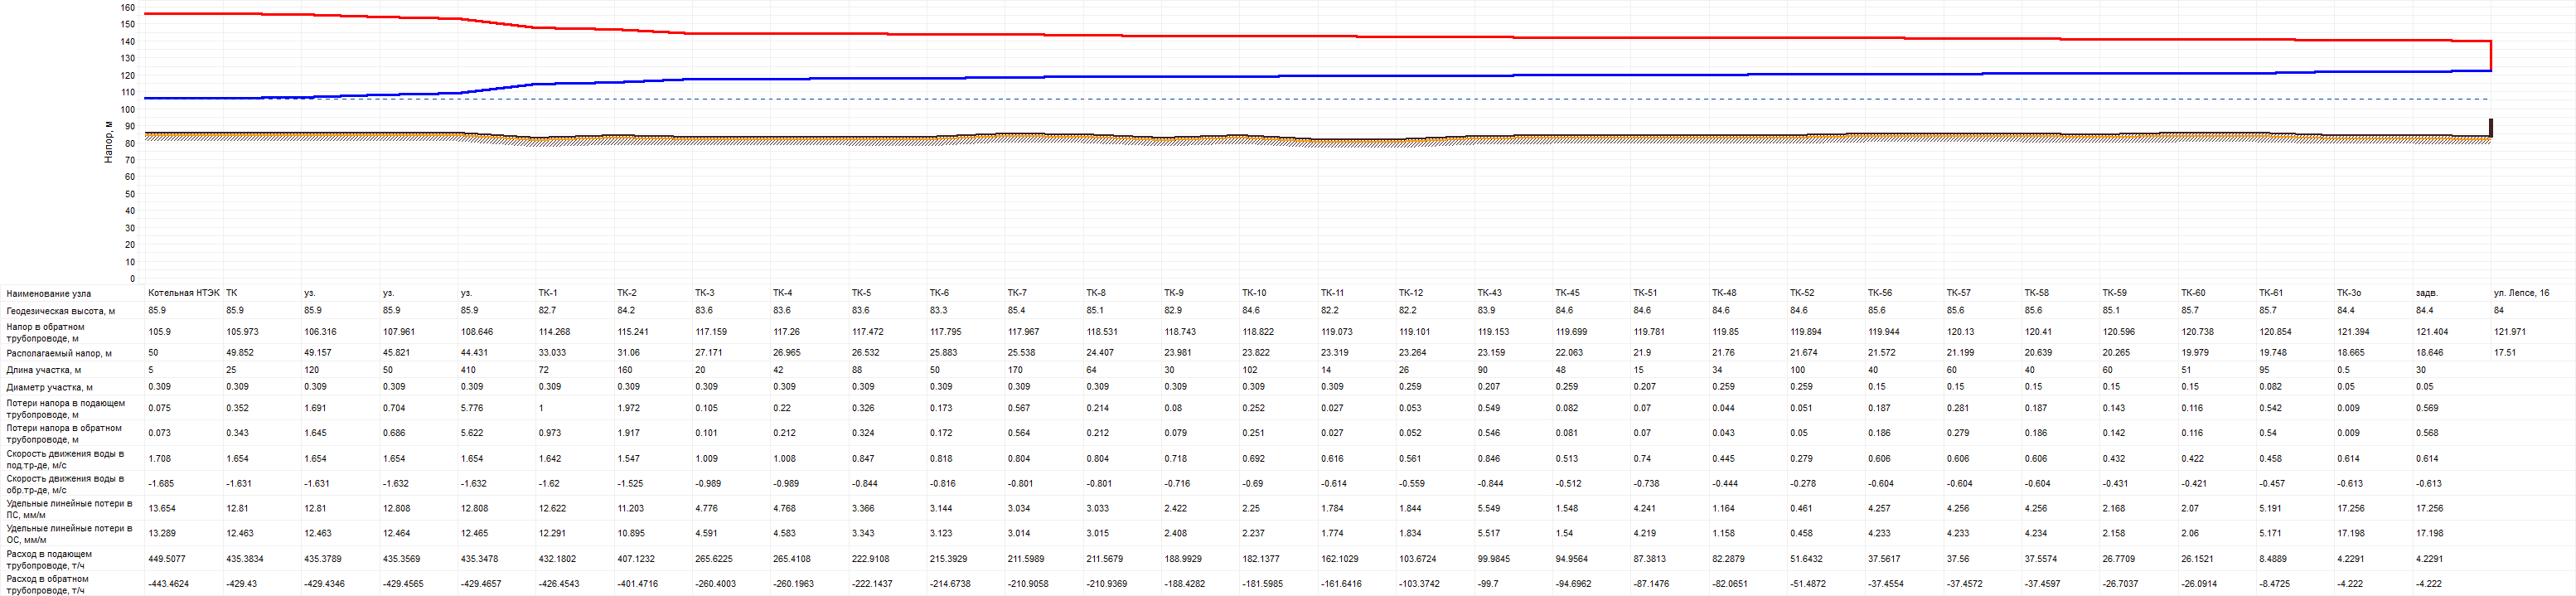 160
150
140
130
120
110
100
90
80
70
60
50
40
30
20
10
0
Напор, м
Наименование узла Котельная НТЭК ТК уз. уз. уз. ТК-1 ТК-2 ТК-3 ТК-4 ТК-5 ТК-6 ТК-7 ТК-8 ТК-9 ТК-10 ТК-11 ТК-12 ТК-43 ТК-45 ТК-51 ТК-48 ТК-52 ТК-56 ТК-57 ТК-58 ТК-59 ТК-60 ТК-61 ТК-3о задв. ул. Лепсе, 16
Геодезическая высота, м 85.9 85.9 85.9 85.9 85.9 82.7 84.2 83.6 83.6 83.6 83.3 85.4 85.1 82.9 84.6 82.2 82.2 83.9 84.6 84.6 84.6 84.6 85.6 85.6 85.6 85.1 85.7 85.7 84.4 84.4 84
Напор в обратном
трубопроводе, м 105.9 105.973 106.316 107.961 108.646 114.268 115.241 117.159 117.26 117.472 117.795 117.967 118.531 118.743 118.822 119.073 119.101 119.153 119.699 119.781 119.85 119.894 119.944 120.13 120.41 120.596 120.738 120.854 121.394 121.404 121.971
Располагаемый напор, м 50 49.852 49.157 45.821 44.431 33.033 31.06 27.171 26.965 26.532 25.883 25.538 24.407 23.981 23.822 23.319 23.264 23.159 22.063 21.9 21.76 21.674 21.572 21.199 20.639 20.265 19.979 19.748 18.665 18.646 17.51
Длина участка, м 5 25 120 50 410 72 160 20 42 88 50 170 64 30 102 14 26 90 48 15 34 100 40 60 40 60 51 95 0.5 30
Диаметр участка, м 0.309 0.309 0.309 0.309 0.309 0.309 0.309 0.309 0.309 0.309 0.309 0.309 0.309 0.309 0.309 0.309 0.259 0.207 0.259 0.207 0.259 0.259 0.15 0.15 0.15 0.15 0.15 0.082 0.05 0.05
Потери напора в подающем
трубопроводе, м 0.075 0.352 1.691 0.704 5.776 1 1.972 0.105 0.22 0.326 0.173 0.567 0.214 0.08 0.252 0.027 0.053 0.549 0.082 0.07 0.044 0.051 0.187 0.281 0.187 0.143 0.116 0.542 0.009 0.569
Потери напора в обратном
трубопроводе, м 0.073 0.343 1.645 0.686 5.622 0.973 1.917 0.101 0.212 0.324 0.172 0.564 0.212 0.079 0.251 0.027 0.052 0.546 0.081 0.07 0.043 0.05 0.186 0.279 0.186 0.142 0.116 0.54 0.009 0.568
Скорость движения воды в
под.тр-де, м/с 1.708 1.654 1.654 1.654 1.654 1.642 1.547 1.009 1.008 0.847 0.818 0.804 0.804 0.718 0.692 0.616 0.561 0.846 0.513 0.74 0.445 0.279 0.606 0.606 0.606 0.432 0.422 0.458 0.614 0.614
Скорость движения воды в
обр.тр-де, м/с -1.685 -1.631 -1.631 -1.632 -1.632 -1.62 -1.525 -0.989 -0.989 -0.844 -0.816 -0.801 -0.801 -0.716 -0.69 -0.614 -0.559 -0.844 -0.512 -0.738 -0.444 -0.278 -0.604 -0.604 -0.604 -0.431 -0.421 -0.457 -0.613 -0.613
Удельные линейные потери в
ПС, мм/м 13.654 12.81 12.81 12.808 12.808 12.622 11.203 4.776 4.768 3.366 3.144 3.034 3.033 2.422 2.25 1.784 1.844 5.549 1.548 4.241 1.164 0.461 4.257 4.256 4.256 2.168 2.07 5.191 17.256 17.256
Удельные линейные потери в
ОС, мм/м 13.289 12.463 12.463 12.464 12.465 12.291 10.895 4.591 4.583 3.343 3.123 3.014 3.015 2.408 2.237 1.774 1.834 5.517 1.54 4.219 1.158 0.458 4.233 4.233 4.234 2.158 2.06 5.171 17.198 17.198
Расход в подающем
трубопроводе, т/ч 449.5077 435.3834 435.3789 435.3569 435.3478 432.1802 407.1232 265.6225 265.4108 222.9108 215.3929 211.5989 211.5679 188.9929 182.1377 162.1029 103.6724 99.9845 94.9564 87.3813 82.2879 51.6432 37.5617 37.56 37.5574 26.7709 26.1521 8.4889 4.2291 4.2291
Расход в обратном
трубопроводе, т/ч -443.4624 -429.43 -429.4346 -429.4565 -429.4657 -426.4543 -401.4716 -260.4003 -260.1963 -222.1437 -214.6738 -210.9058 -210.9369 -188.4282 -181.5985 -161.6416 -103.3742 -99.7 -94.6962 -87.1476 -82.0651 -51.4872 -37.4554 -37.4572 -37.4597 -26.7037 -26.0914 -8.4725 -4.222 -4.222